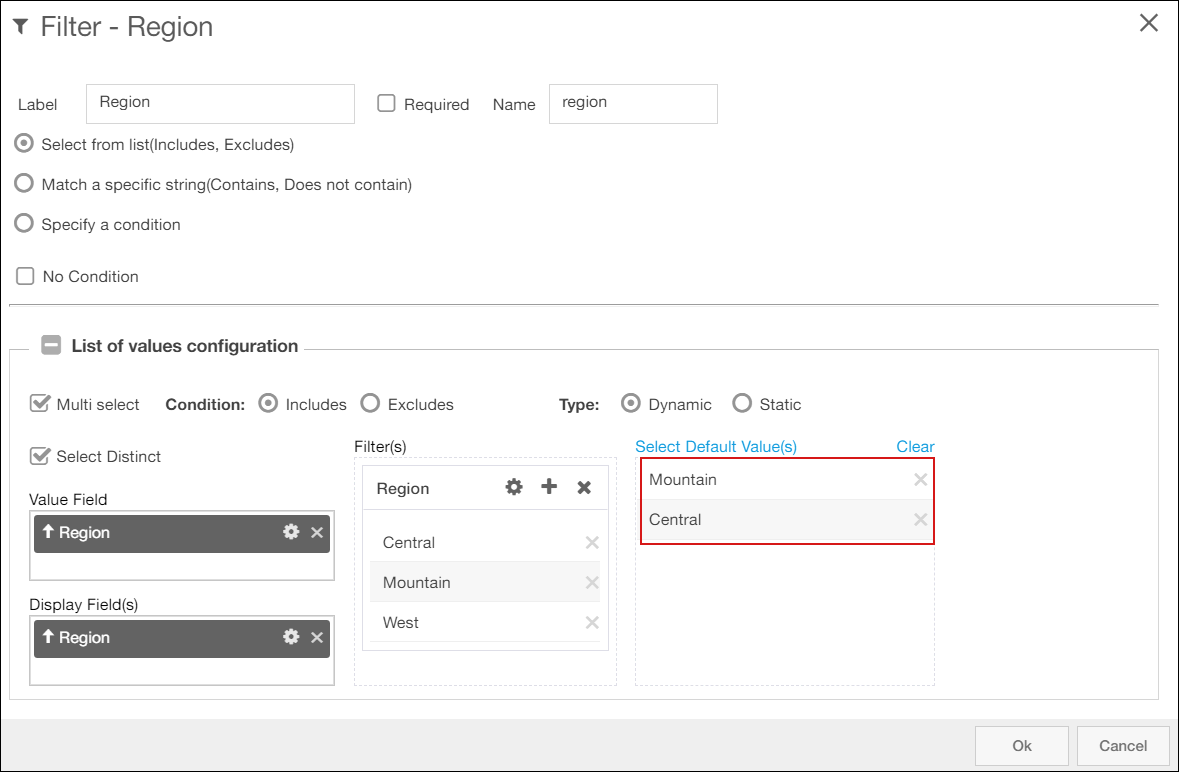 Filter - Region
Label Region Required Name region
Select from list(Includes, Excludes)
Match a specific string(Contains, Does not contain)
Specify a condition
No Condition
List of values configuration
Multi select Condition: Includes Excludes Type: Dynamic Static
Select Distinct
Value Field
Region
Display Field(s)
Region
Filter(s)
Region
Central
Mountain
West
Select Default Value(s) Clear
Mountain
Central
Ok Cancel